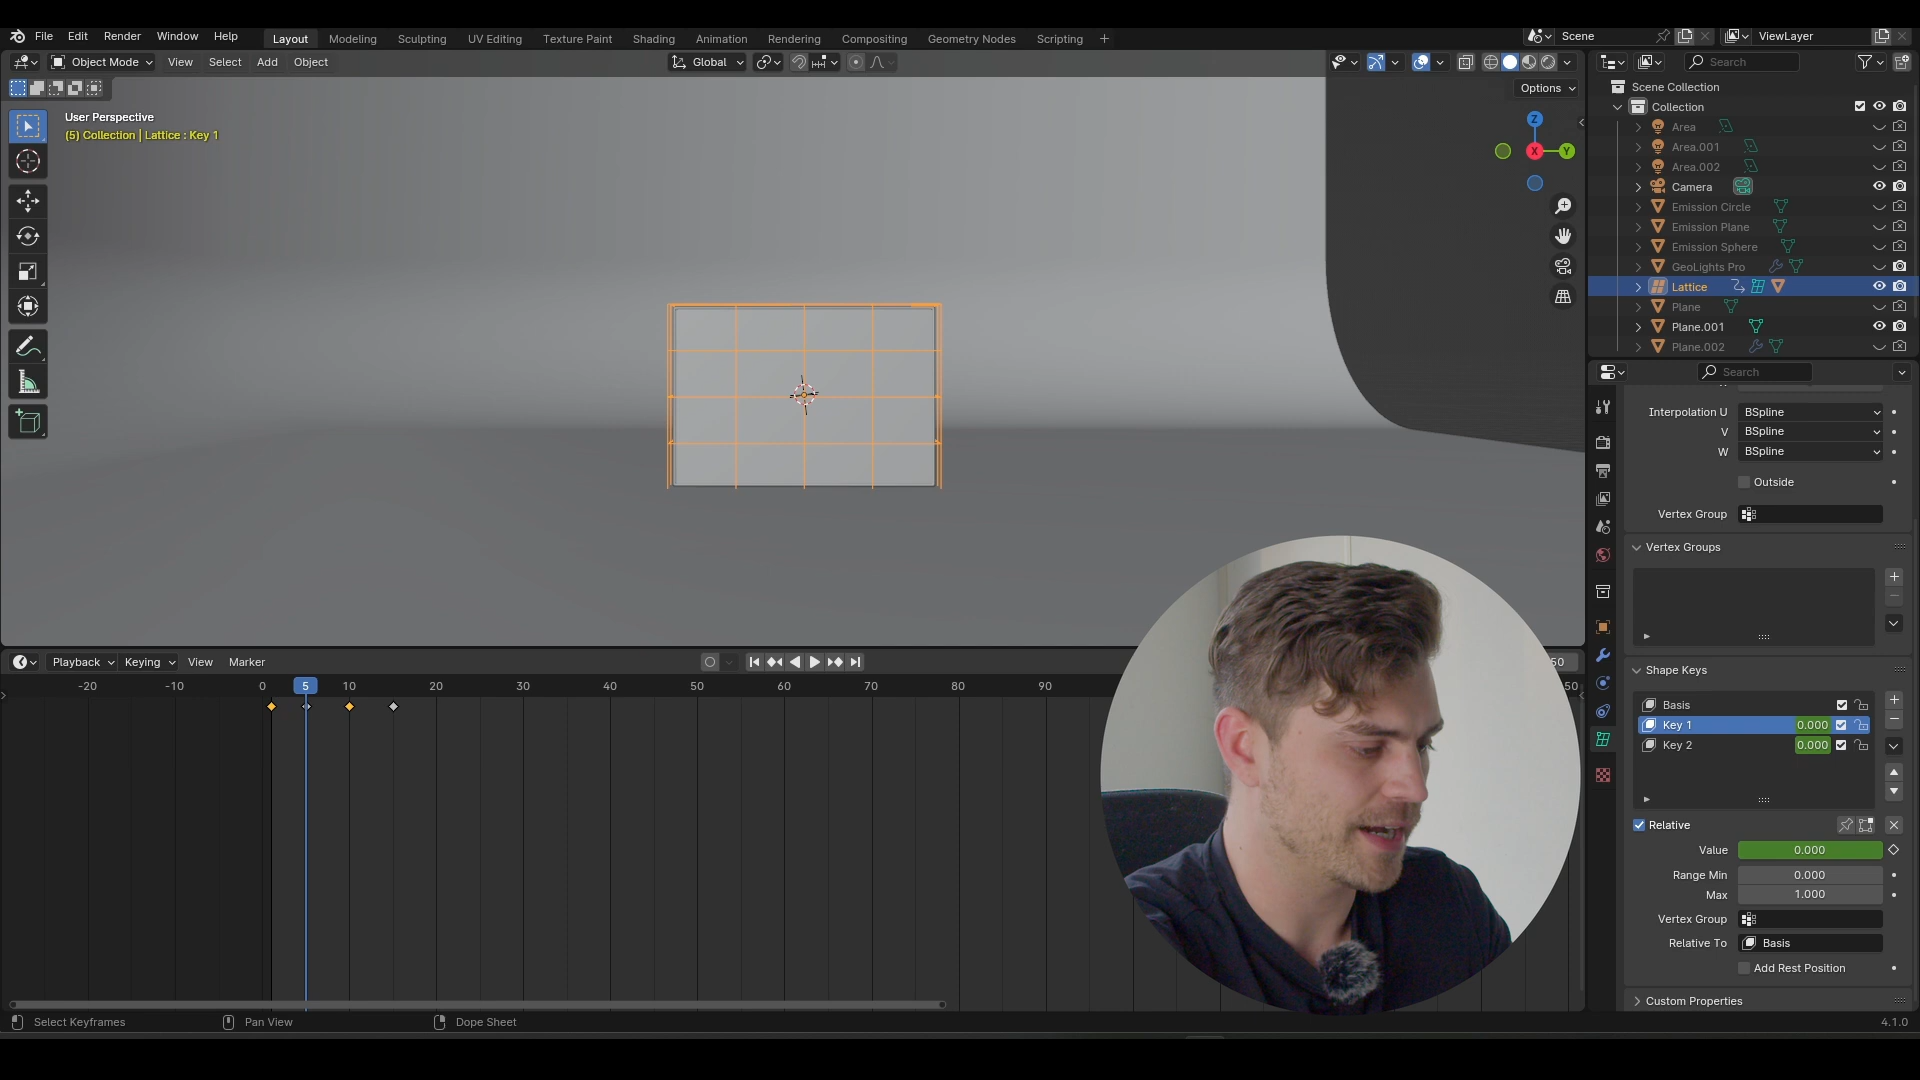 File Edit Render Window Help Layout Modeling Sculpting UV Editing Texture Paint Shading Animation Rendering Compositing Geometry Nodes Scripting + Scene ViewLayer
Object Mode View Select Add Object Global Search
Options
User Perspective
(5) Collection | Lattice : Key 1
Z
X
Y
Scene Collection
Collection
Area
Area.001
Area.002
Camera
Emission Circle
Emission Plane
Emission Sphere
GeoLights Pro
Lattice
Plane
Plane.001
Plane.002
Search
Interpolation U BSpline
V BSpline
W BSpline
Outside
Vertex Group
Vertex Groups
Shape Keys
Basis
Key 1 0.000
Key 2 0.000
Relative
Value 0.000
Range Min 0.000
Max 1.000
Vertex Group
Relative To Basis
Add Rest Position
Custom Properties
Playback Keying View Marker
-20 -10 0 5 10 20 30 40 50 60 70 80 90
Select Keyframes Pan View Dope Sheet 4.1.0